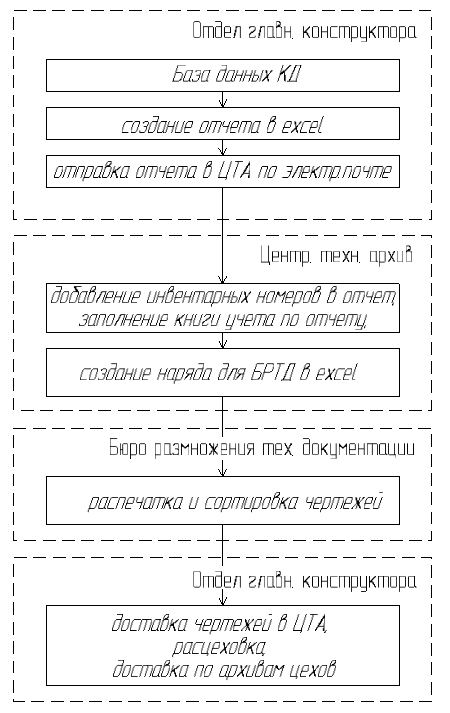 Отдел главн. конструктора
База данных КД
создание отчета в excel
отправка отчета в ЦТА по электр.почте
Центр. техн. архив
добавление инвентарных номеров в отчет,
заполнение книги учета по отчету,
создание наряда для БРТД в excel
Бюро размножения тех. документации
распечатка и сортировка чертежей
Отдел главн. конструктора
доставка чертежей в ЦТА,
расцеховка,
доставка по архивам цехов